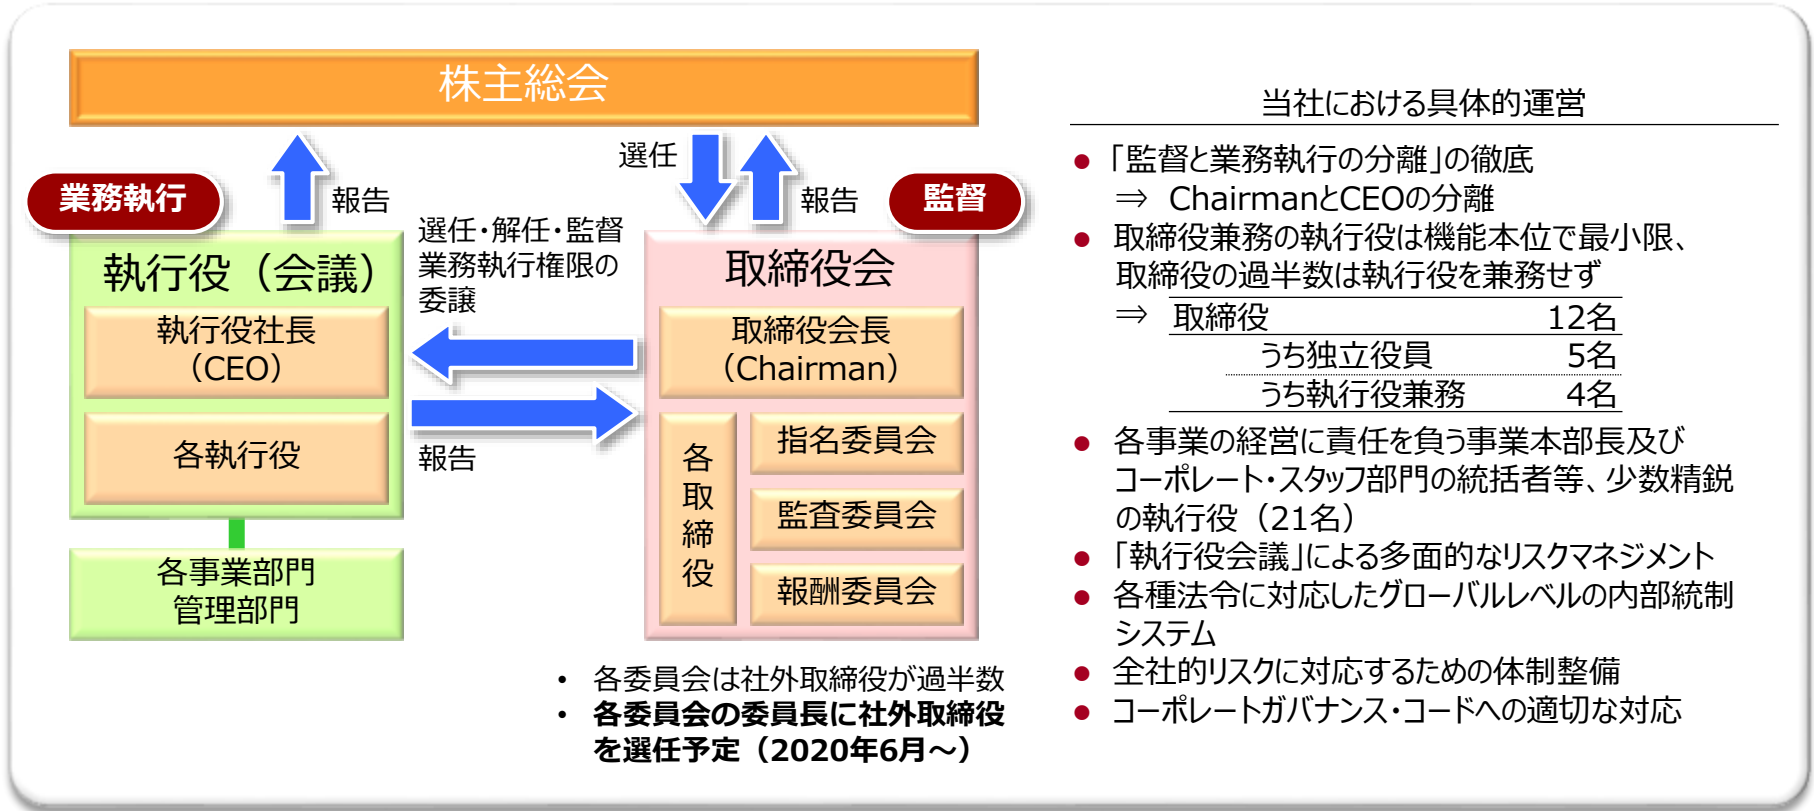 株主総会
業務執行
報告
選任
報告
監督
執行役（会議）
執行役社長
（CEO）
各執行役
各事業部門
管理部門
選任・解任・監督
業務執行権限の
委譲
報告
取締役会
取締役会長
（Chairman）
各取締役
指名委員会
監査委員会
報酬委員会
• 各委員会は社外取締役が過半数
• 各委員会の委員長に社外取締役
を選任予定（2020年6月～）
当社における具体的運営
● 「監督と業務執行の分離」の徹底
⇒ ChairmanとCEOの分離
● 取締役兼務の執行役は機能本位で最小限、
取締役の過半数は執行役を兼務せず
⇒ 取締役 12名
うち独立役員 5名
うち執行役兼務 4名
● 各事業の経営に責任を負う事業本部長及び
コーポレート・スタッフ部門の統括者等、少数精鋭
の執行役（21名）
● 「執行役会議」による多面的なリスクマネジメント
● 各種法令に対応したグローバルレベルの内部統制
システム
● 全社的リスクに対応するための体制整備
● コーポレートガバナンス・コードへの適切な対応